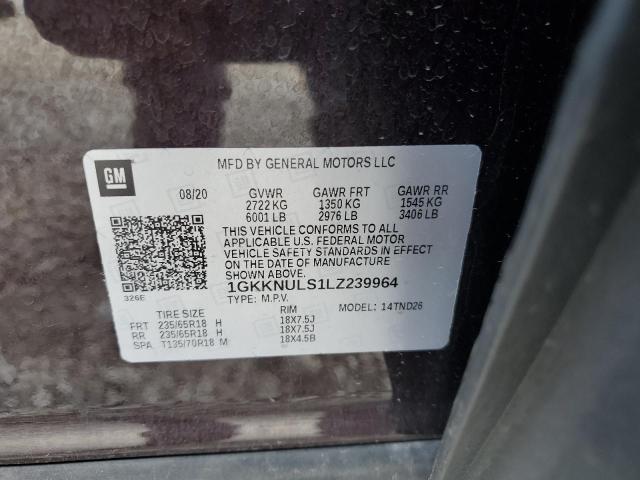 GM
MFD BY GENERAL MOTORS LLC
08/20 GVWR GAWR FRT GAWR RR
2722 KG 1350 KG 1545 KG
6001 LB 2976 LB 3406 LB
THIS VEHICLE CONFORMS TO ALL
APPLICABLE U.S. FEDERAL MOTOR
VEHICLE SAFETY STANDARDS IN EFFECT
ON THE DATE OF MANUFACTURE
SHOWN ABOVE.
326E
1GKKNULS1LZ239964
TYPE: M.P.V.
MODEL: 14TND26
TIRE SIZE RIM
FRT 235/65R18 H 18X7.5J
RR 235/65R18 H 18X7.5J
SPA T135/70R18 M 18X4.5B